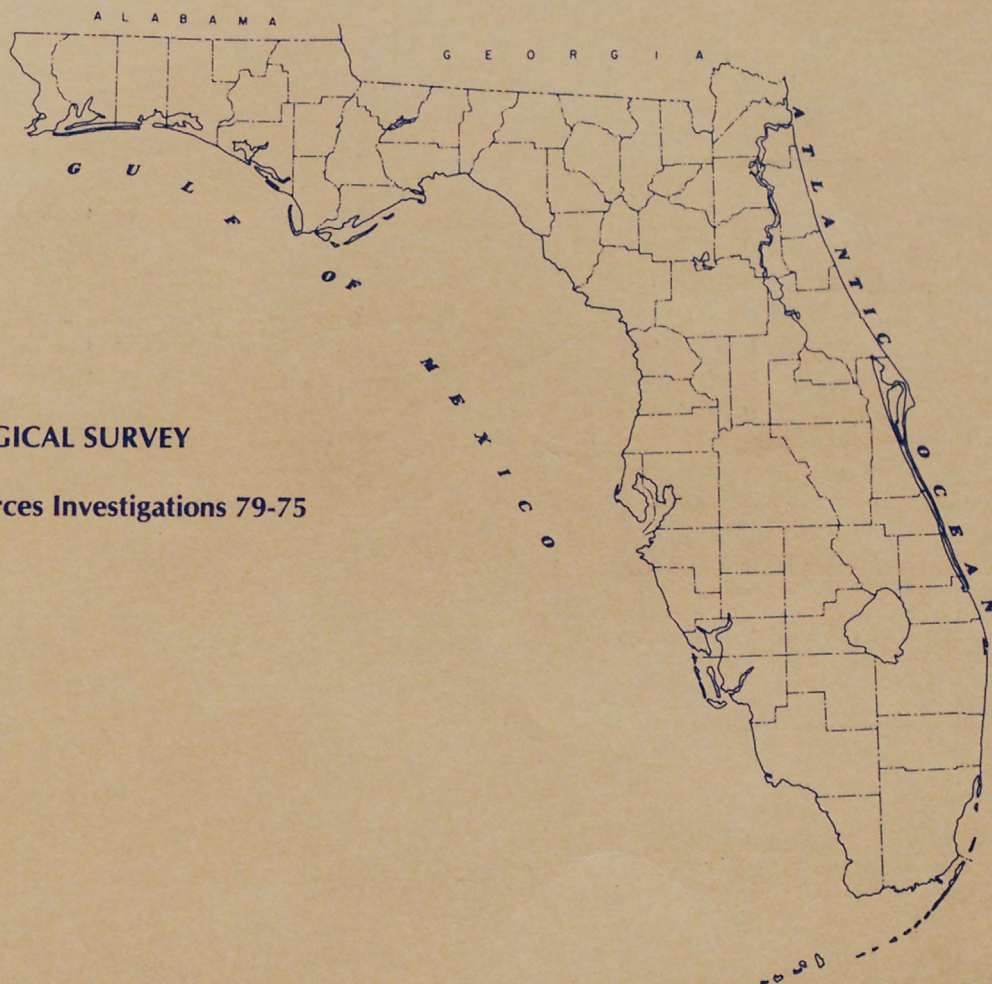 ALABAMA
GEORGIA
ATLANTIC OCEAN
GULF OF MEXICO
GICAL SURVEY
rces Investigations 79-75